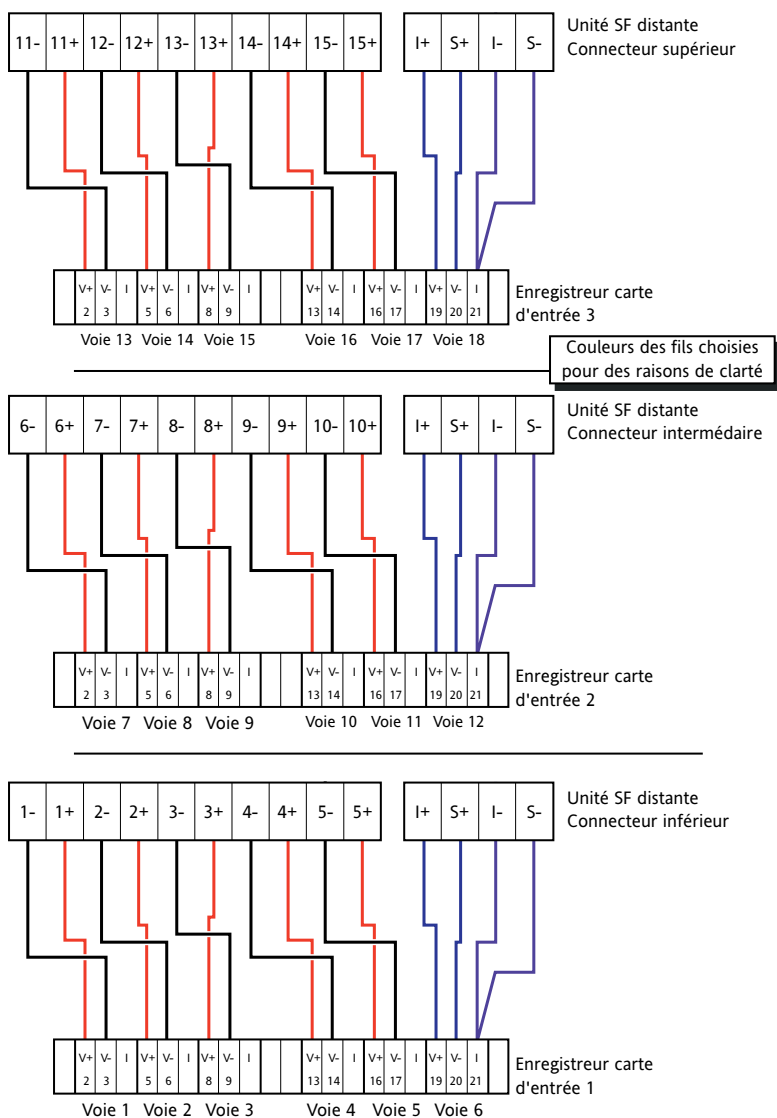 11- 11+ 12- 12+ 13- 13+ 14- 14+ 15- 15+ I+ S+ I- S-
Unité SF distante
Connecteur supérieur
V+ V- I V+ V- I V+ V- I V+ V- I V+ V- I V+ V- I
2 3 5 6 8 9 13 14 16 17 19 20 21
Enregistreur carte
d'entrée 3
Voie 13 Voie 14 Voie 15 Voie 16 Voie 17 Voie 18
Couleurs des fils choisies
pour des raisons de clarté
6- 6+ 7- 7+ 8- 8+ 9- 9+ 10- 10+ I+ S+ I- S-
Unité SF distante
Connecteur intermédaire
V+ V- I V+ V- I V+ V- I V+ V- I V+ V- I V+ V- I
2 3 5 6 8 9 13 14 16 17 19 20 21
Enregistreur carte
d'entrée 2
Voie 7 Voie 8 Voie 9 Voie 10 Voie 11 Voie 12
1- 1+ 2- 2+ 3- 3+ 4- 4+ 5- 5+ I+ S+ I- S-
Unité SF distante
Connecteur inférieur
V+ V- I V+ V- I V+ V- I V+ V- I V+ V- I V+ V- I
2 3 5 6 8 9 13 14 16 17 19 20 21
Enregistreur carte
d'entrée 1
Voie 1 Voie 2 Voie 3 Voie 4 Voie 5 Voie 6